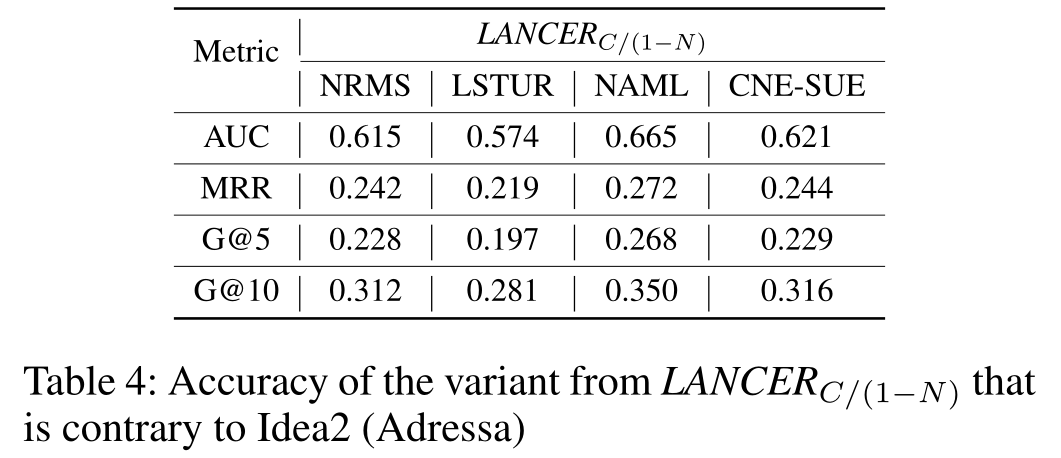 Metric | LANCER_{C/(1−N)}
| NRMS | LSTUR | NAML | CNE-SUE
AUC | 0.615 | 0.574 | 0.665 | 0.621
MRR | 0.242 | 0.219 | 0.272 | 0.244
G@5 | 0.228 | 0.197 | 0.268 | 0.229
G@10 | 0.312 | 0.281 | 0.350 | 0.316
Table 4: Accuracy of the variant from LANCER_{C/(1−N)} that
is contrary to Idea2 (Adressa)